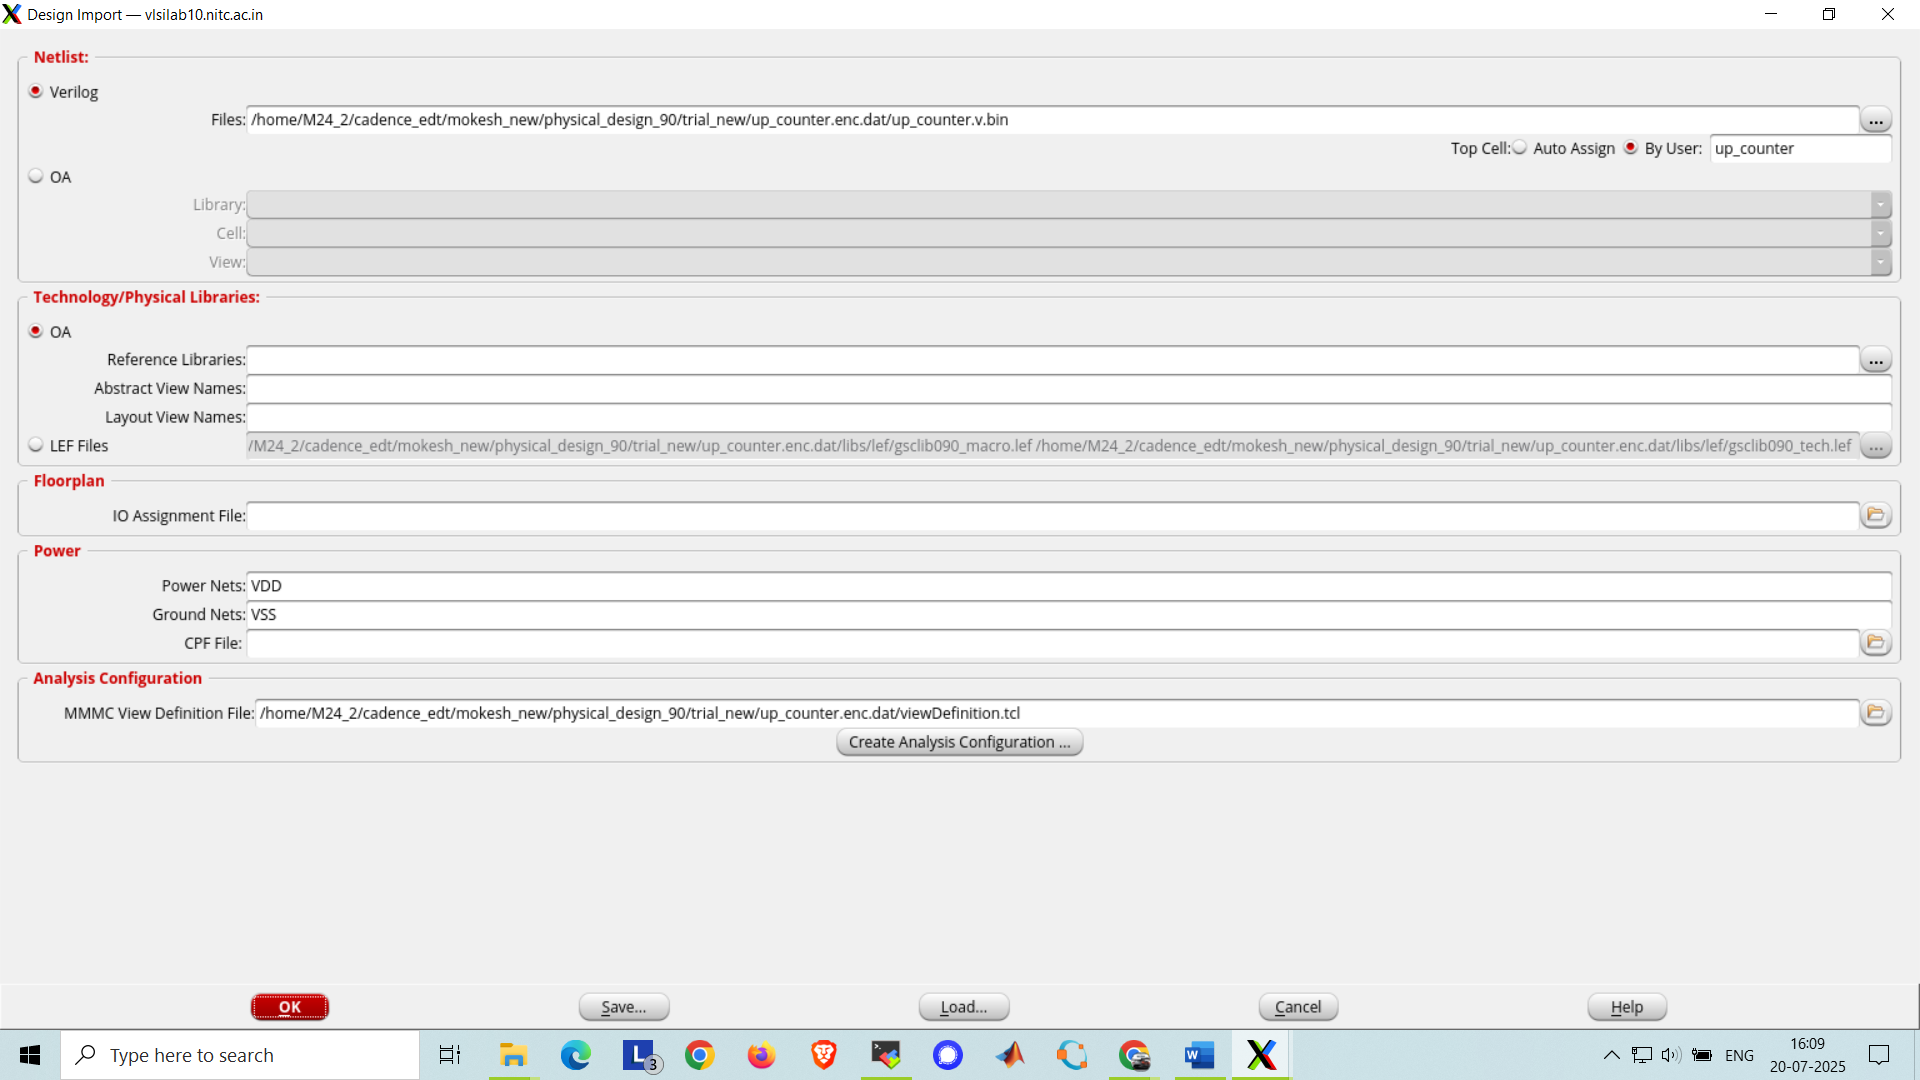 Design Import — vlsilab10.nitc.ac.in
Netlist:
Verilog
Files: /home/M24_2/cadence_edt/mokesh_new/physical_design_90/trial_new/up_counter.enc.dat/up_counter.v.bin ...
Top Cell: Auto Assign By User: up_counter
OA
Library:
Cell:
View:
Technology/Physical Libraries:
OA
Reference Libraries: ...
Abstract View Names:
Layout View Names:
LEF Files /M24_2/cadence_edt/mokesh_new/physical_design_90/trial_new/up_counter.enc.dat/libs/lef/gsclib090_macro.lef /home/M24_2/cadence_edt/mokesh_new/physical_design_90/trial_new/up_counter.enc.dat/libs/lef/gsclib090_tech.lef ...
Floorplan
IO Assignment File:
Power
Power Nets: VDD
Ground Nets: VSS
CPF File:
Analysis Configuration
MMMC View Definition File: /home/M24_2/cadence_edt/mokesh_new/physical_design_90/trial_new/up_counter.enc.dat/viewDefinition.tcl
Create Analysis Configuration ...
OK Save... Load... Cancel Help
Type here to search L 3 W ENG 16:09
20-07-2025